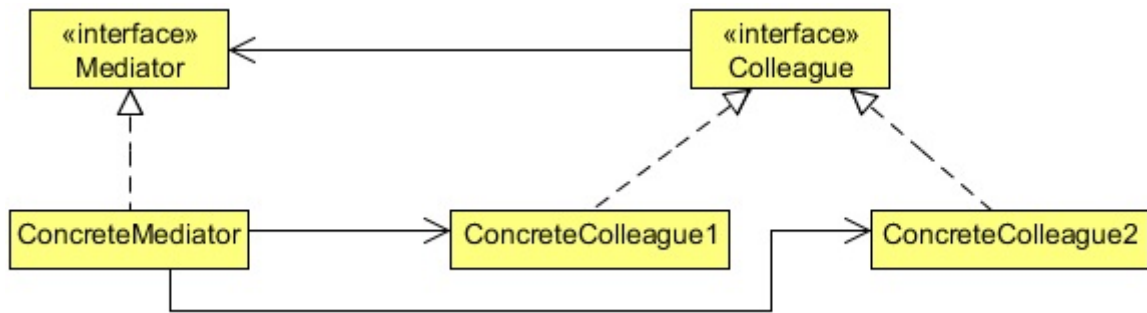 «interface»
Mediator
«interface»
Colleague
ConcreteMediator
ConcreteColleague1
ConcreteColleague2